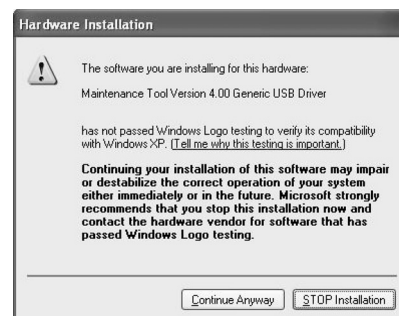 Hardware Installation
The software you are installing for this hardware:
Maintenance Tool Version 4.00 Generic USB Driver
has not passed Windows Logo testing to verify its compatibility
with Windows XP. (Tell me why this testing is important.)
Continuing your installation of this software may impair
or destabilize the correct operation of your system
either immediately or in the future. Microsoft strongly
recommends that you stop this installation now and
contact the hardware vendor for software that has
passed Windows Logo testing.
Continue Anyway
STOP Installation